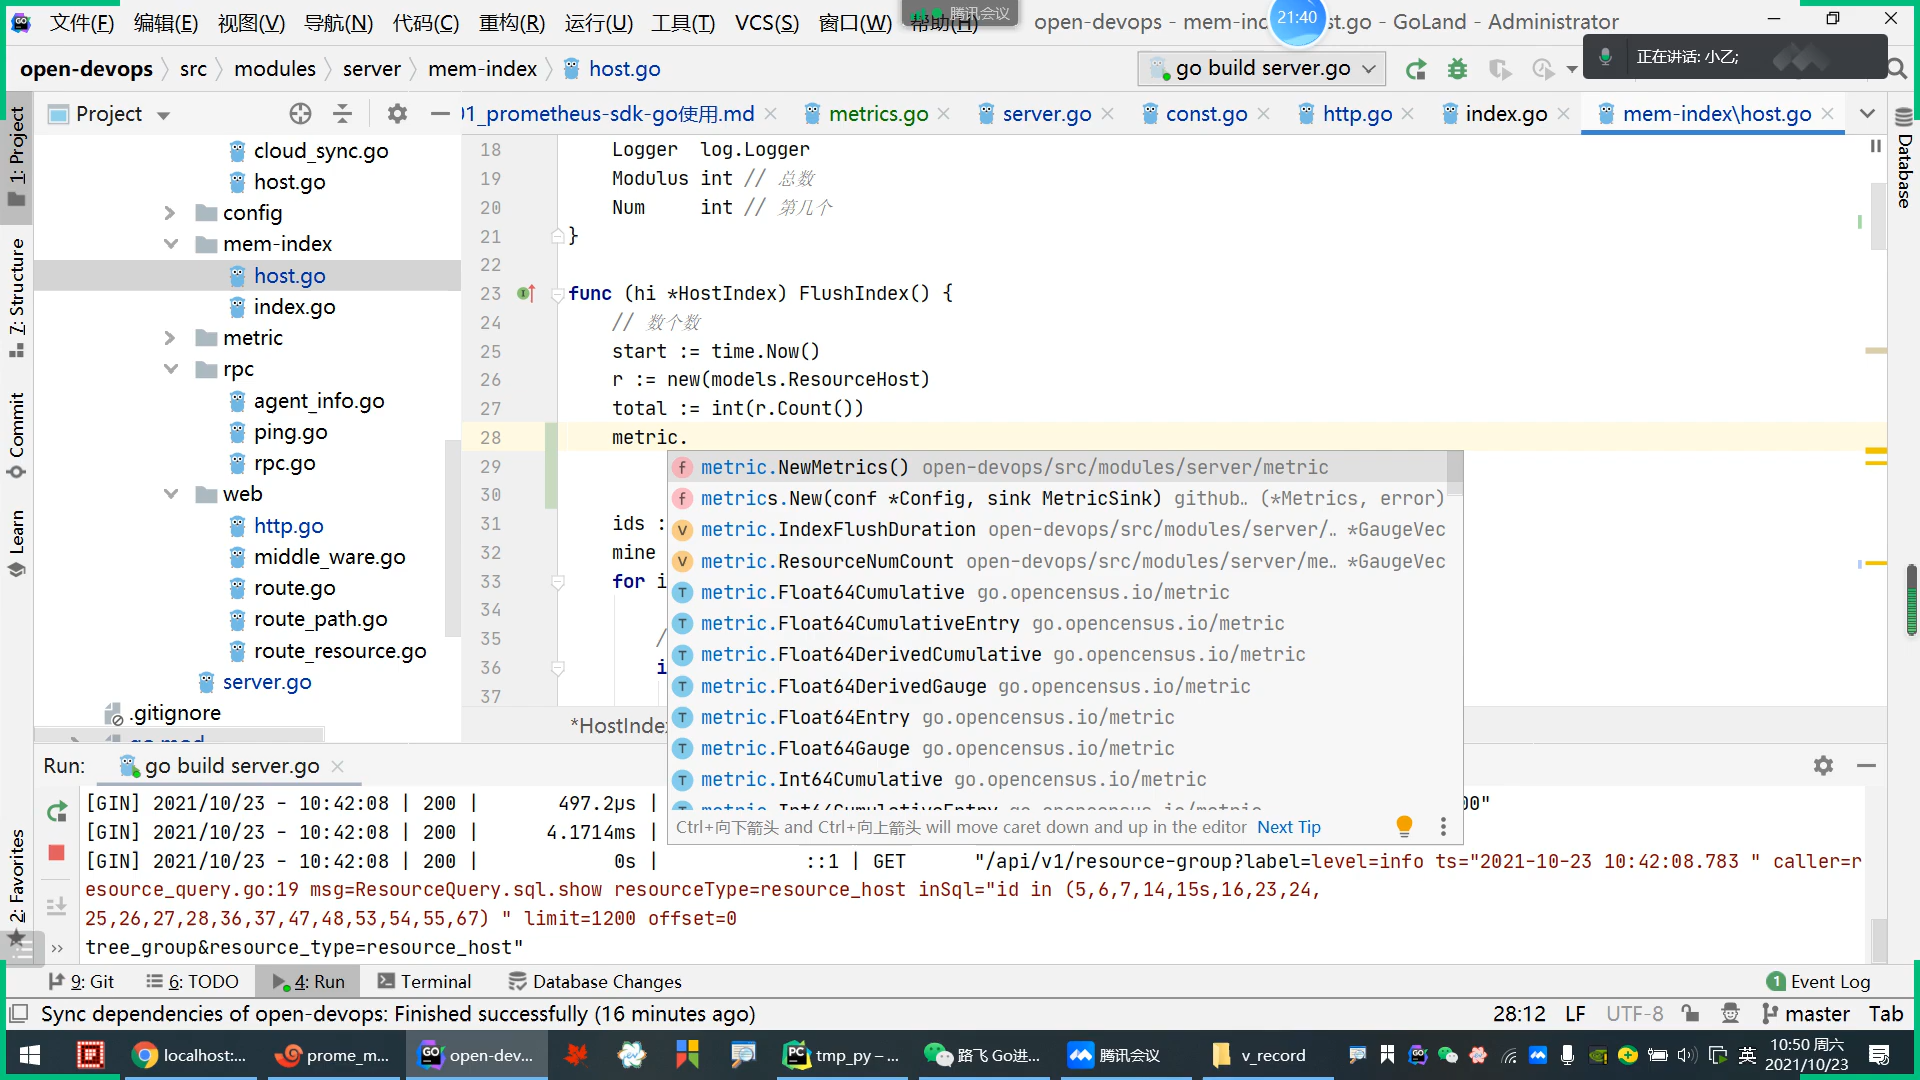 文件(F) 编辑(E) 视图(V) 导航(N) 代码(C) 重构(R) 运行(U) 工具(T) VCS(S) 窗口(W) 帮助(H)
腾讯会议
open-devops - mem-in
st.go - GoLand - Administrator
21:40
正在讲话: 小乙;
open-devops src modules server mem-index host.go
go build server.go
Project
01_prometheus-sdk-go使用.md metrics.go server.go const.go http.go index.go mem-index\host.go
1: Project
7: Structure
Commit
Learn
2: Favorites
Database
cloud_sync.go
host.go
config
mem-index
host.go
index.go
metric
rpc
agent_info.go
ping.go
rpc.go
web
http.go
middle_ware.go
route.go
route_path.go
route_resource.go
server.go
.gitignore
go.mod
18 Logger log.Logger
19 Modulus int // 总数
20 Num int // 第几个
21 }
22
23 func (hi *HostIndex) FlushIndex() {
24 // 数个数
25 start := time.Now()
26 r := new(models.ResourceHost)
27 total := int(r.Count())
28 metric.
29
30
31 ids :
32 mine
33 for i
34
35 /
36 i
37
*HostInde
metric.NewMetrics() open-devops/src/modules/server/metric
metrics.New(conf *Config, sink MetricSink) github.. (*Metrics, error)
metric.IndexFlushDuration open-devops/src/modules/server/.. *GaugeVec
metric.ResourceNumCount open-devops/src/modules/server/me.. *GaugeVec
metric.Float64Cumulative go.opencensus.io/metric
metric.Float64CumulativeEntry go.opencensus.io/metric
metric.Float64DerivedCumulative go.opencensus.io/metric
metric.Float64DerivedGauge go.opencensus.io/metric
metric.Float64Entry go.opencensus.io/metric
metric.Float64Gauge go.opencensus.io/metric
metric.Int64Cumulative go.opencensus.io/metric
metric.Int64CumulativeEntry go.opencensus.io/metric
Ctrl+向下箭头 and Ctrl+向上箭头 will move caret down and up in the editor Next Tip
Run: go build server.go
[GIN] 2021/10/23 - 10:42:08 | 200 | 497.2µs | 00"
[GIN] 2021/10/23 - 10:42:08 | 200 | 4.1714ms |
[GIN] 2021/10/23 - 10:42:08 | 200 | 0s | ::1 | GET "/api/v1/resource-group?label=level=info ts="2021-10-23 10:42:08.783 " caller=r
esource_query.go:19 msg=ResourceQuery.sql.show resourceType=resource_host inSql="id in (5,6,7,14,15s,16,23,24,
25,26,27,28,36,37,47,48,53,54,55,67) " limit=1200 offset=0
tree_group&resource_type=resource_host"
9: Git 6: TODO 4: Run Terminal Database Changes 1 Event Log
Sync dependencies of open-devops: Finished successfully (16 minutes ago) 28:12 LF UTF-8 master Tab
localhost:... prome_m... open-dev... tmp_py – ... 路飞 Go进... 腾讯会议 v_record 英
10:50 周六
2021/10/23